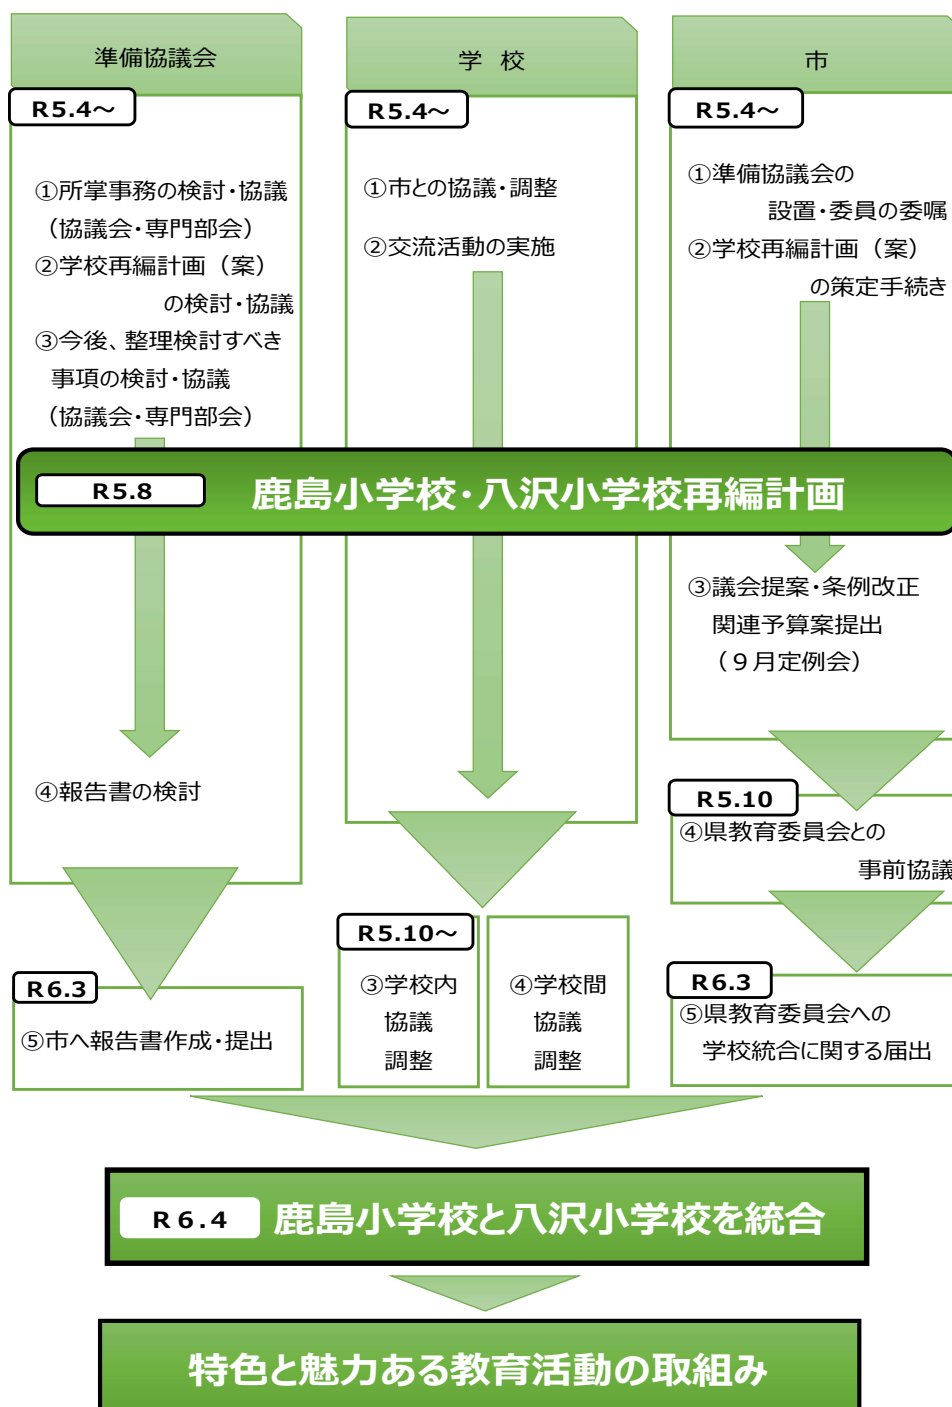 準備協議会
R5.4～
①所掌事務の検討・協議
（協議会・専門部会）
②学校再編計画（案）
の検討・協議
③今後、整理検討すべき
事項の検討・協議
（協議会・専門部会）
学 校
R5.4～
①市との協議・調整
②交流活動の実施
市
R5.4～
①準備協議会の
設置・委員の委嘱
②学校再編計画（案）
の策定手続き
R5.8
鹿島小学校・八沢小学校再編計画
④報告書の検討
③議会提案・条例改正
関連予算案提出
（９月定例会）
R6.3
⑤市へ報告書作成・提出
R5.10～
③学校内
協議
調整
④学校間
協議
調整
R5.10
④県教育委員会との
事前協議
R6.3
⑤県教育委員会への
学校統合に関する届出
R6.4
鹿島小学校と八沢小学校を統合
特色と魅力ある教育活動の取組み